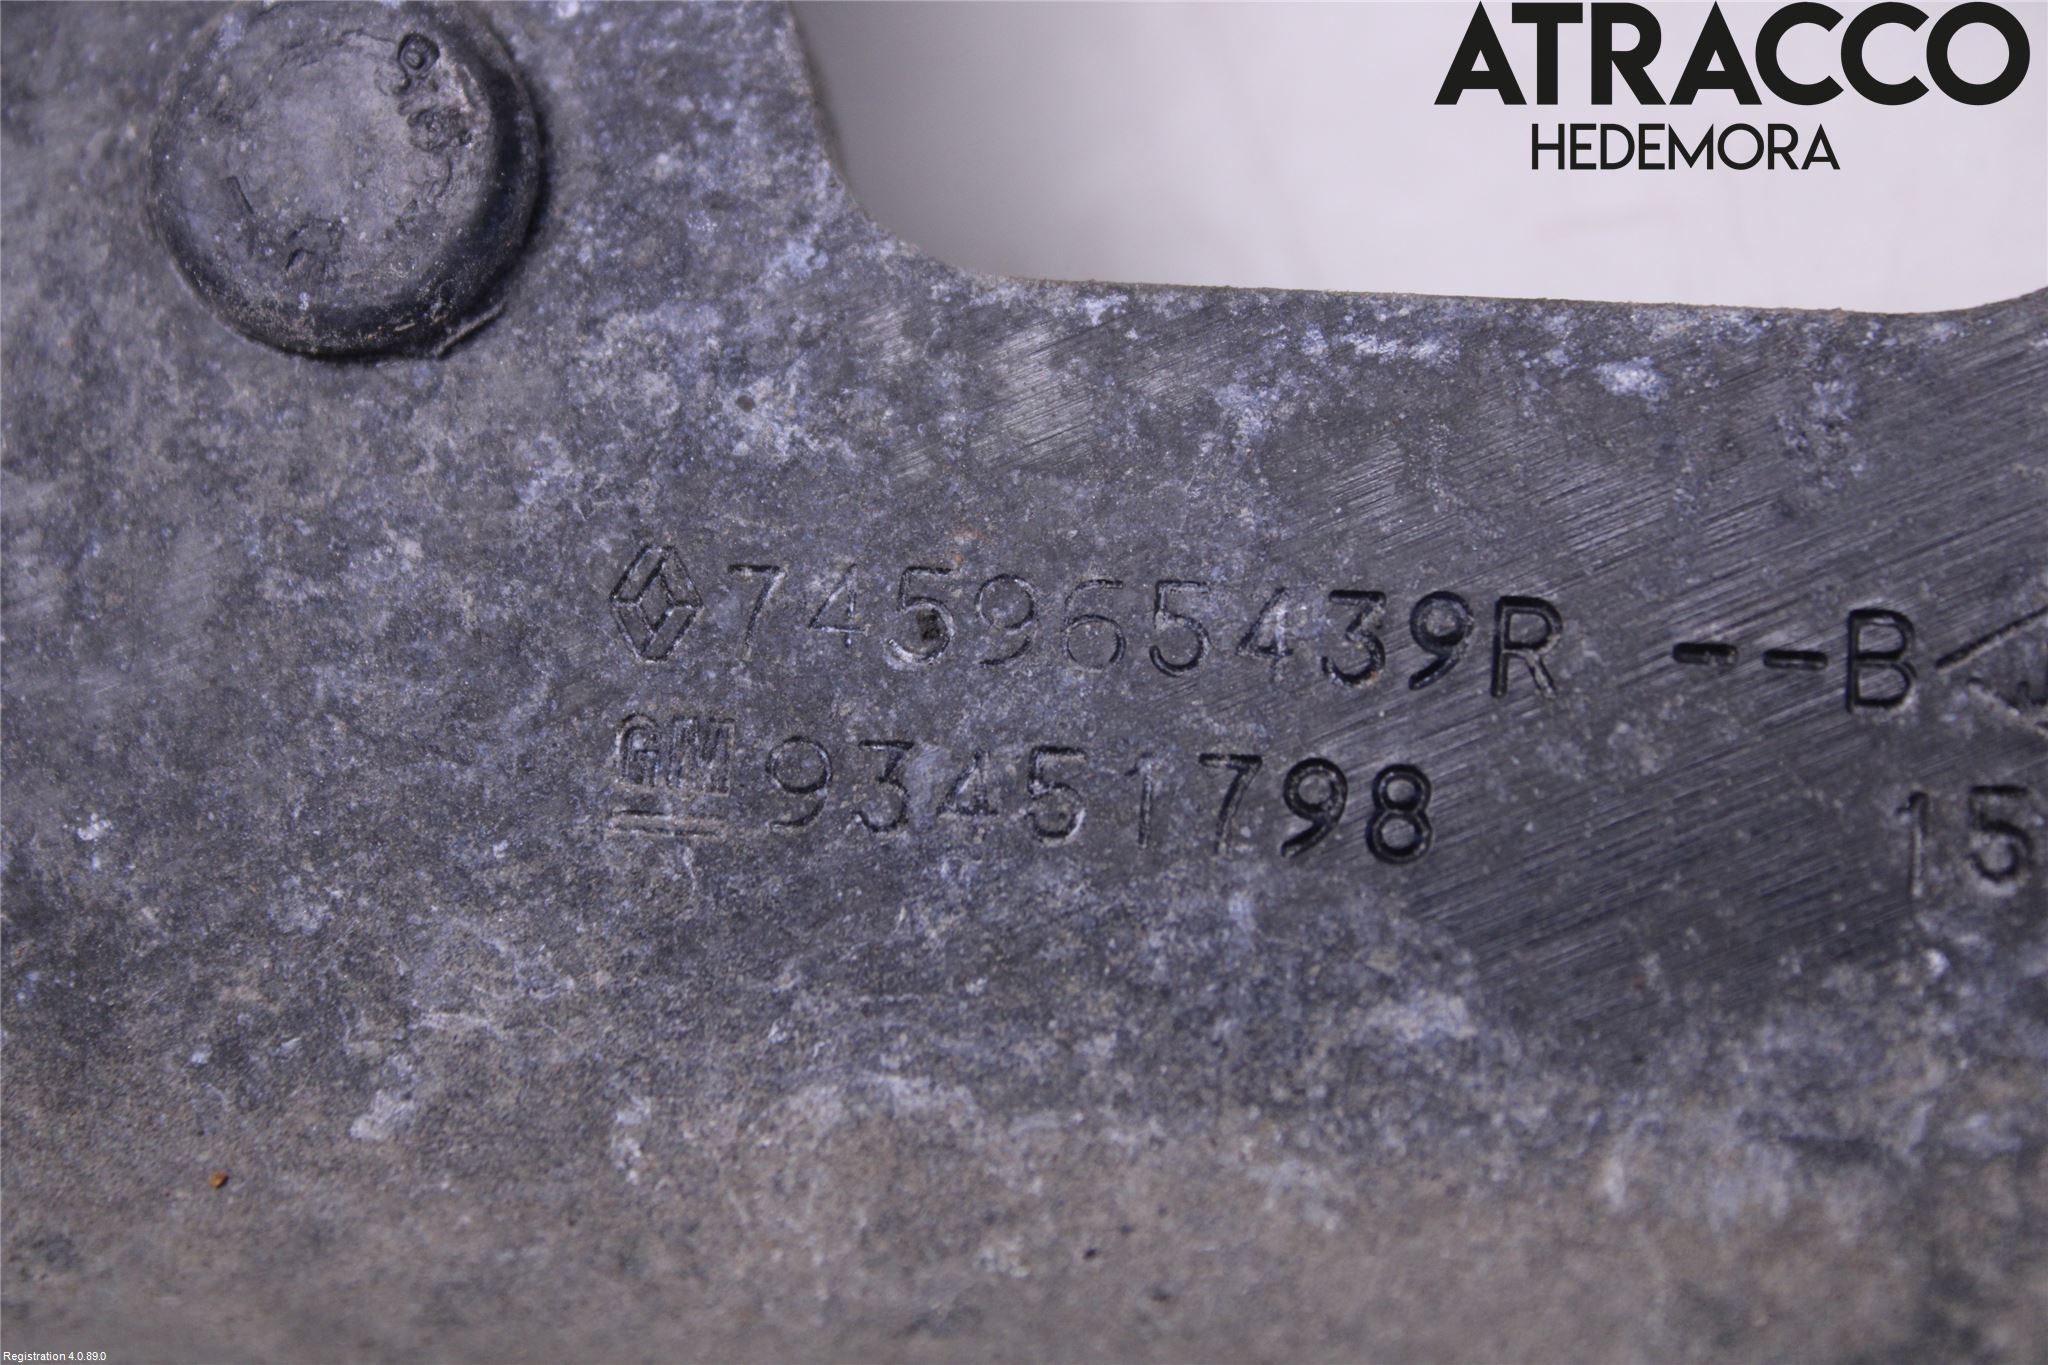 ATRACCO
HEDEMORA
745965439R --B
GM 93451798
15
Registration 4.0.89.0